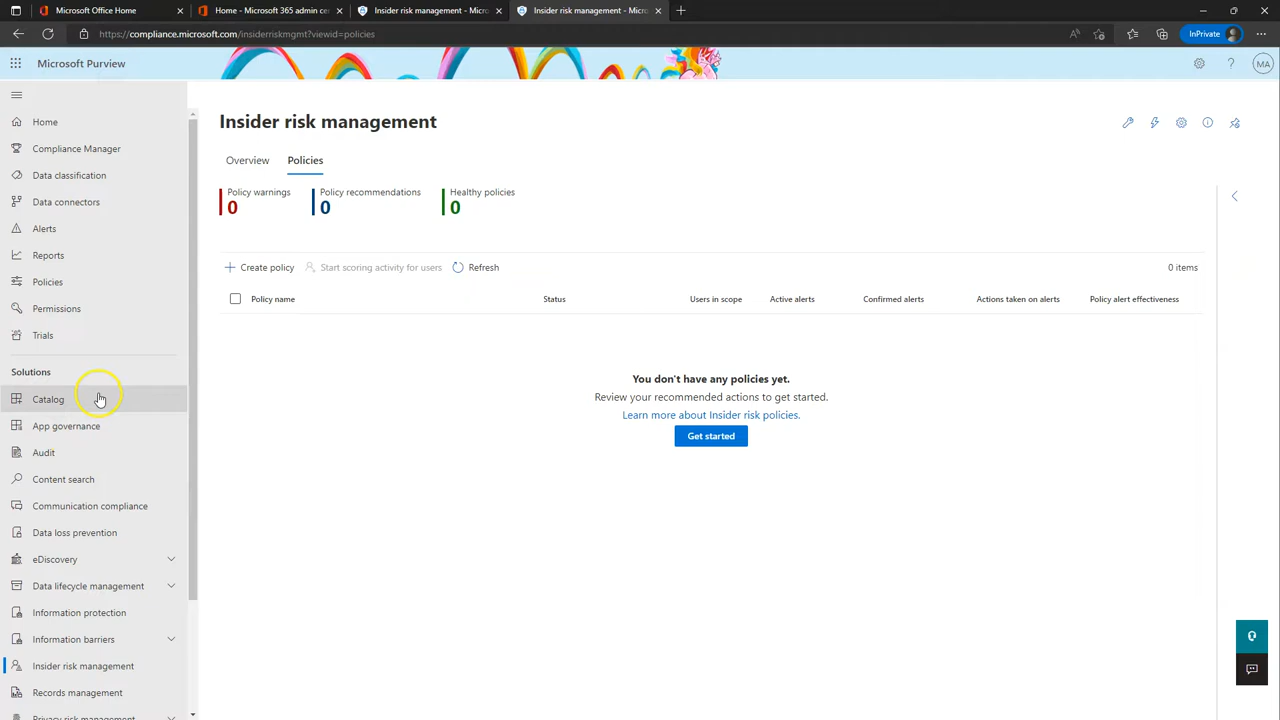 Microsoft Office Home
Home - Microsoft 365 admin cer
Insider risk management - Micros
Insider risk management - Micros
https://compliance.microsoft.com/insiderriskmgmt?viewid=policies
InPrivate
Microsoft Purview
MA
Home
Compliance Manager
Data classification
Data connectors
Alerts
Reports
Policies
Permissions
Trials
Solutions
Catalog
App governance
Audit
Content search
Communication compliance
Data loss prevention
eDiscovery
Data lifecycle management
Information protection
Information barriers
Insider risk management
Records management
Privacy risk management
Insider risk management
Overview Policies
Policy warnings Policy recommendations Healthy policies
0 0 0
Create policy Start scoring activity for users Refresh 0 items
Policy name Status Users in scope Active alerts Confirmed alerts Actions taken on alerts Policy alert effectiveness
You don't have any policies yet.
Review your recommended actions to get started.
Learn more about Insider risk policies.
Get started